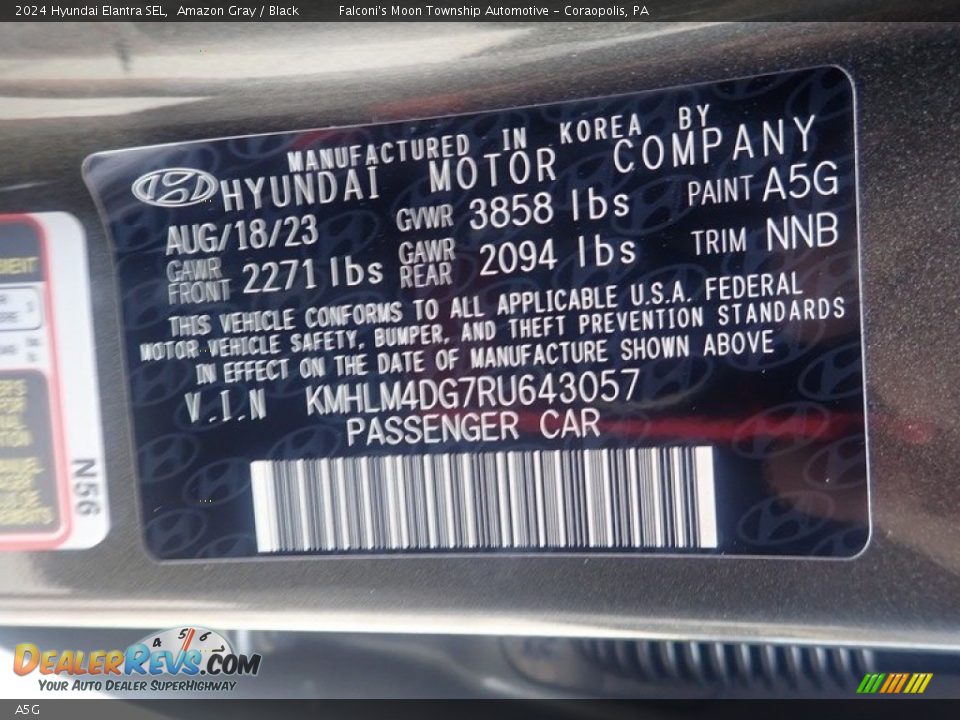 2024 Hyundai Elantra SEL, Amazon Gray / Black Falconi's Moon Township Automotive - Coraopolis, PA
MANUFACTURED IN KOREA BY
HYUNDAI MOTOR COMPANY
AUG/18/23 GVWR 3858 lbs PAINT A5G
GAWR FRONT 2271 lbs GAWR REAR 2094 lbs TRIM NNB
THIS VEHICLE CONFORMS TO ALL APPLICABLE U.S.A. FEDERAL
MOTOR VEHICLE SAFETY, BUMPER, AND THEFT PREVENTION STANDARDS
IN EFFECT ON THE DATE OF MANUFACTURE SHOWN ABOVE
V.I.N KMHLM4DG7RU643057
PASSENGER CAR
N56
4 5 6
DEALERREVS.COM
YOUR AUTO DEALER SUPERHIGHWAY
A5G